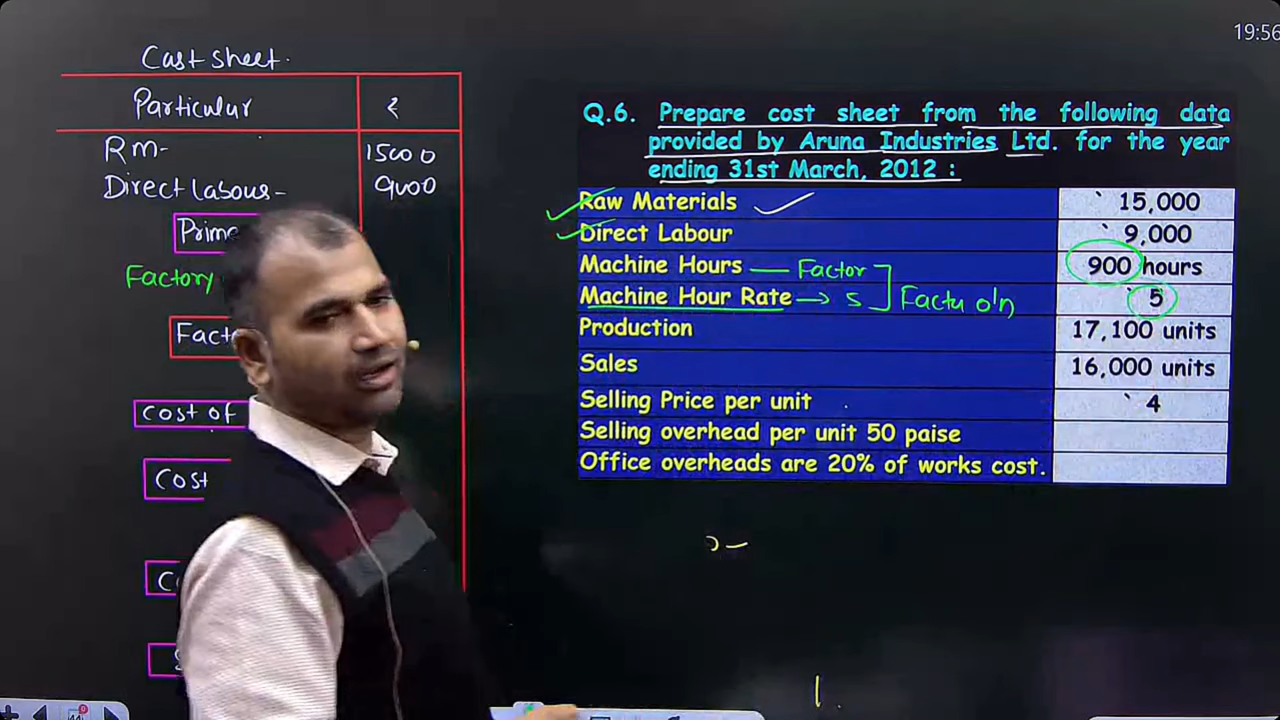 19:56
Cast sheet.
Particular ₹
RM- 15000
Direct Labour- 9000
Prime
Factory
Fact
Cost of
Cost
Q.6. Prepare cost sheet from the following data
provided by Aruna Industries Ltd. for the year
ending 31st March, 2012 :
Raw Materials ` 15,000
Direct Labour ` 9,000
Machine Hours — Factor 900 hours
Machine Hour Rate → 5 Factu o'n ` 5
Production 17,100 units
Sales 16,000 units
Selling Price per unit ` 4
Selling overhead per unit 50 paise
Office overheads are 20% of works cost.